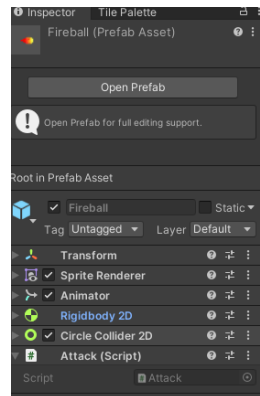 Inspector Tile Palette
Fireball (Prefab Asset)
Open Prefab
Open Prefab for full editing support.
Root in Prefab Asset
Fireball Static
Tag Untagged Layer Default
Transform
Sprite Renderer
Animator
Rigidbody 2D
Circle Collider 2D
# Attack (Script)
Script # Attack